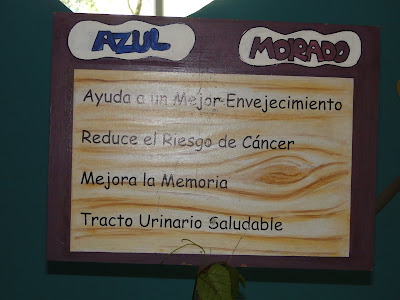 AZUL MORADO
Ayuda a un Mejor Envejecimiento
Reduce el Riesgo de Cáncer
Mejora la Memoria
Tracto Urinario Saludable